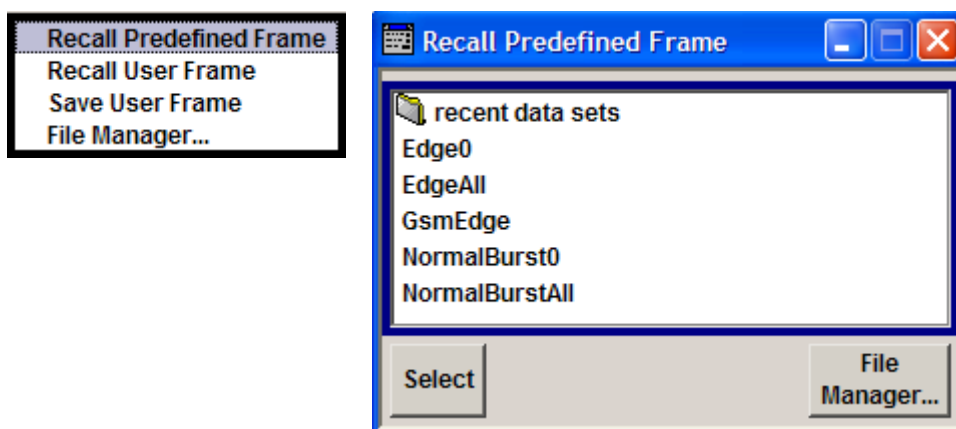 Recall Predefined Frame
Recall User Frame
Save User Frame
File Manager...
Recall Predefined Frame
recent data sets
Edge0
EdgeAll
GsmEdge
NormalBurst0
NormalBurstAll
Select
File
Manager...